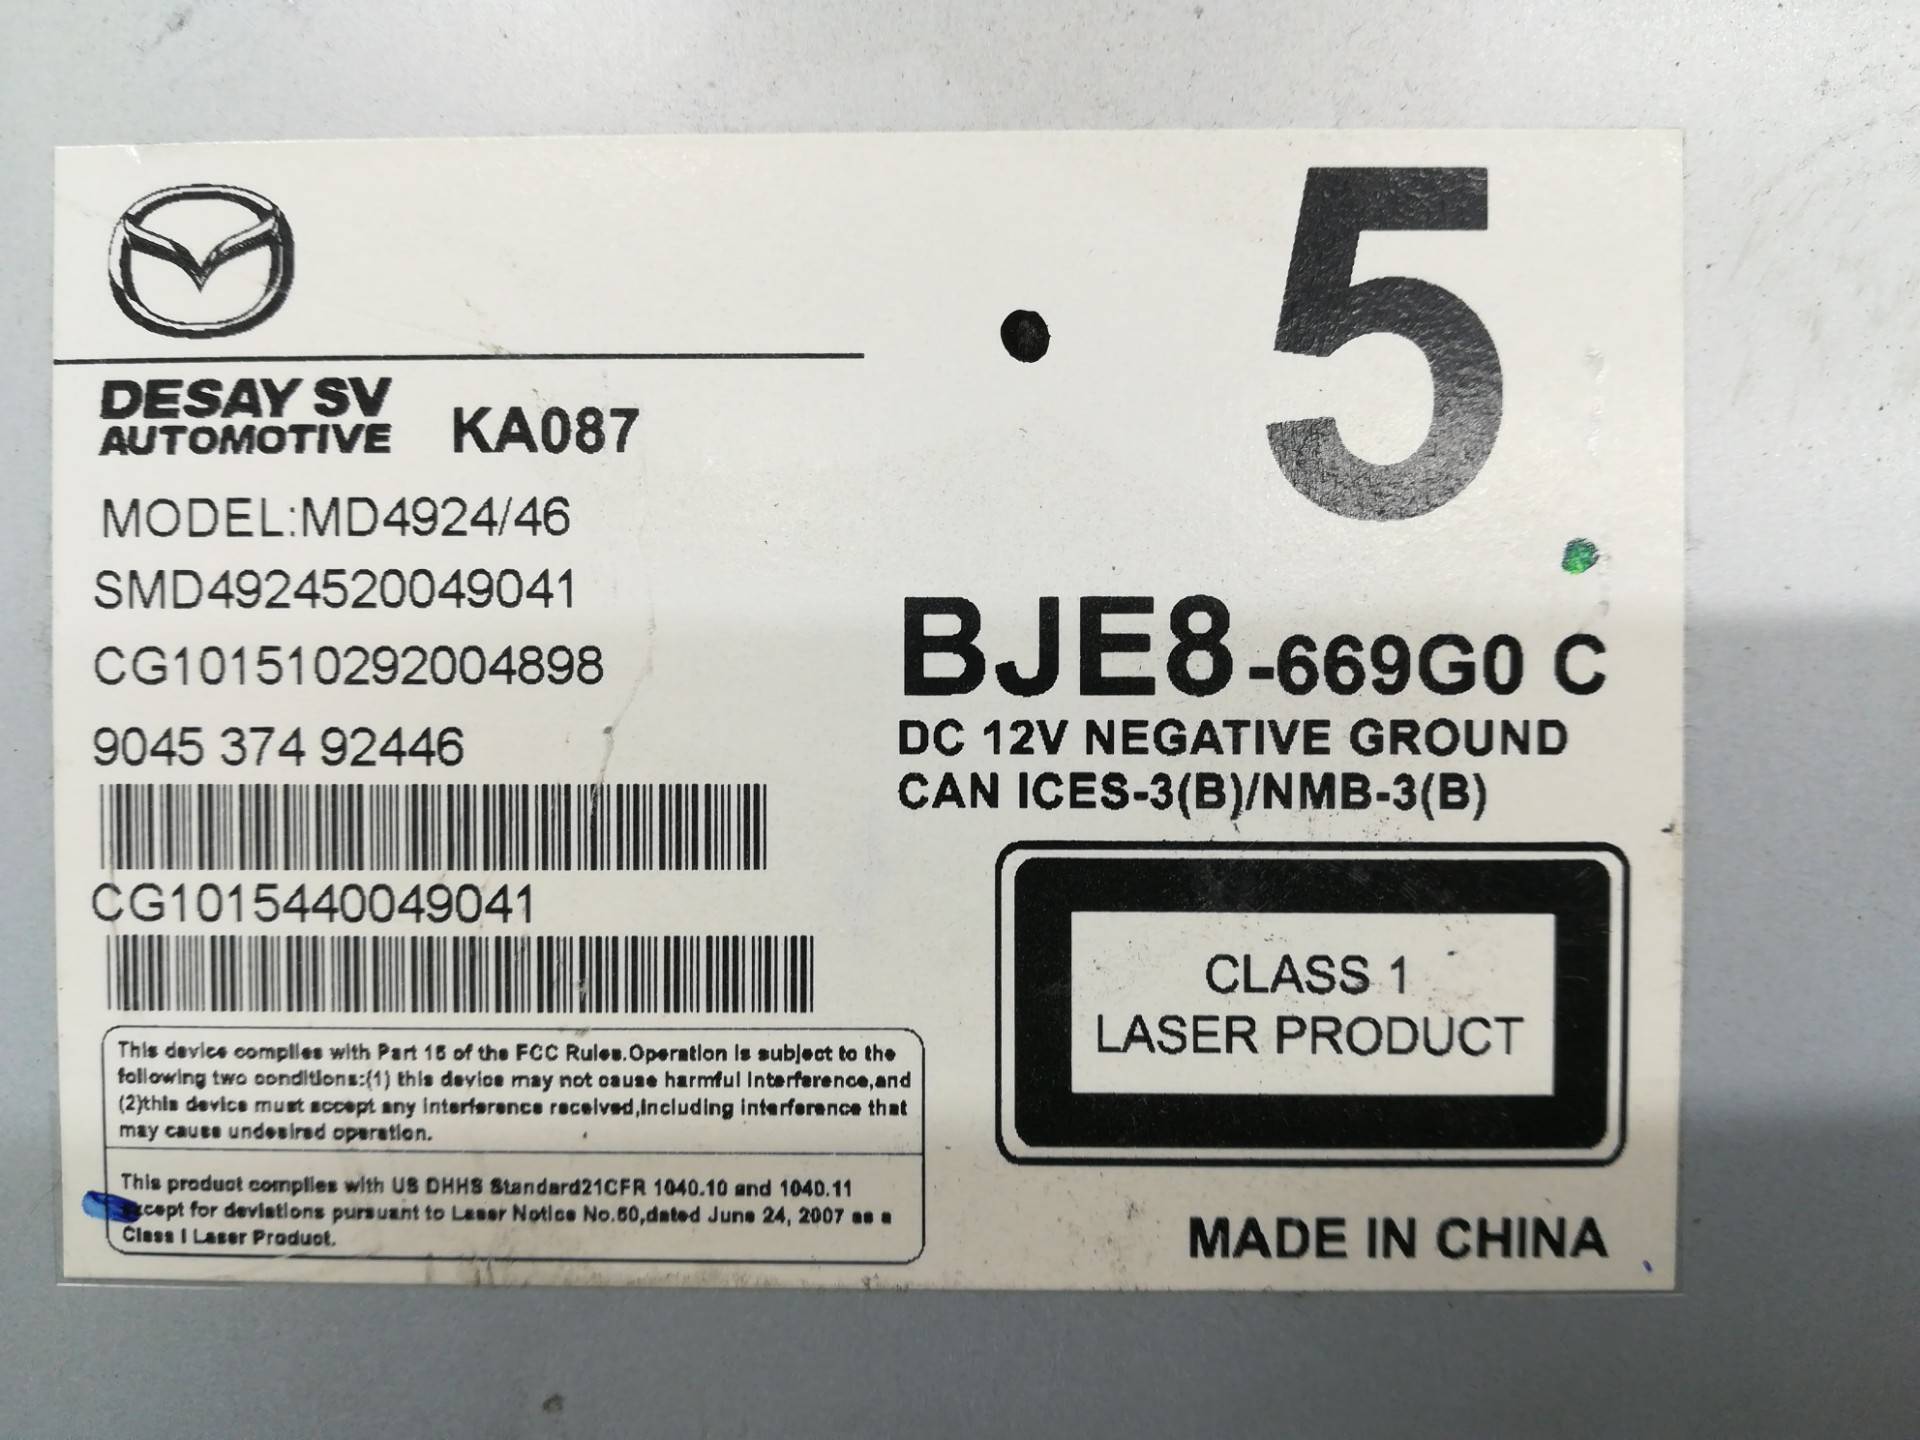 5
DESAY SV
AUTOMOTIVE KA087
MODEL:MD4924/46
SMD4924520049041
CG101510292004898
9045 374 92446
CG1015440049041
BJE8-669G0 C
DC 12V NEGATIVE GROUND
CAN ICES-3(B)/NMB-3(B)
CLASS 1
LASER PRODUCT
This device complies with Part 15 of the FCC Rules.Operation is subject to the
following two conditions:(1) this device may not cause harmful interference,and
(2)this device must accept any interference received,including interference that
may cause undesired operation.
This product complies with US DHHS Standard21CFR 1040.10 and 1040.11
except for deviations pursuant to Laser Notice No.50,dated June 24, 2007 as a
Class I Laser Product.
MADE IN CHINA